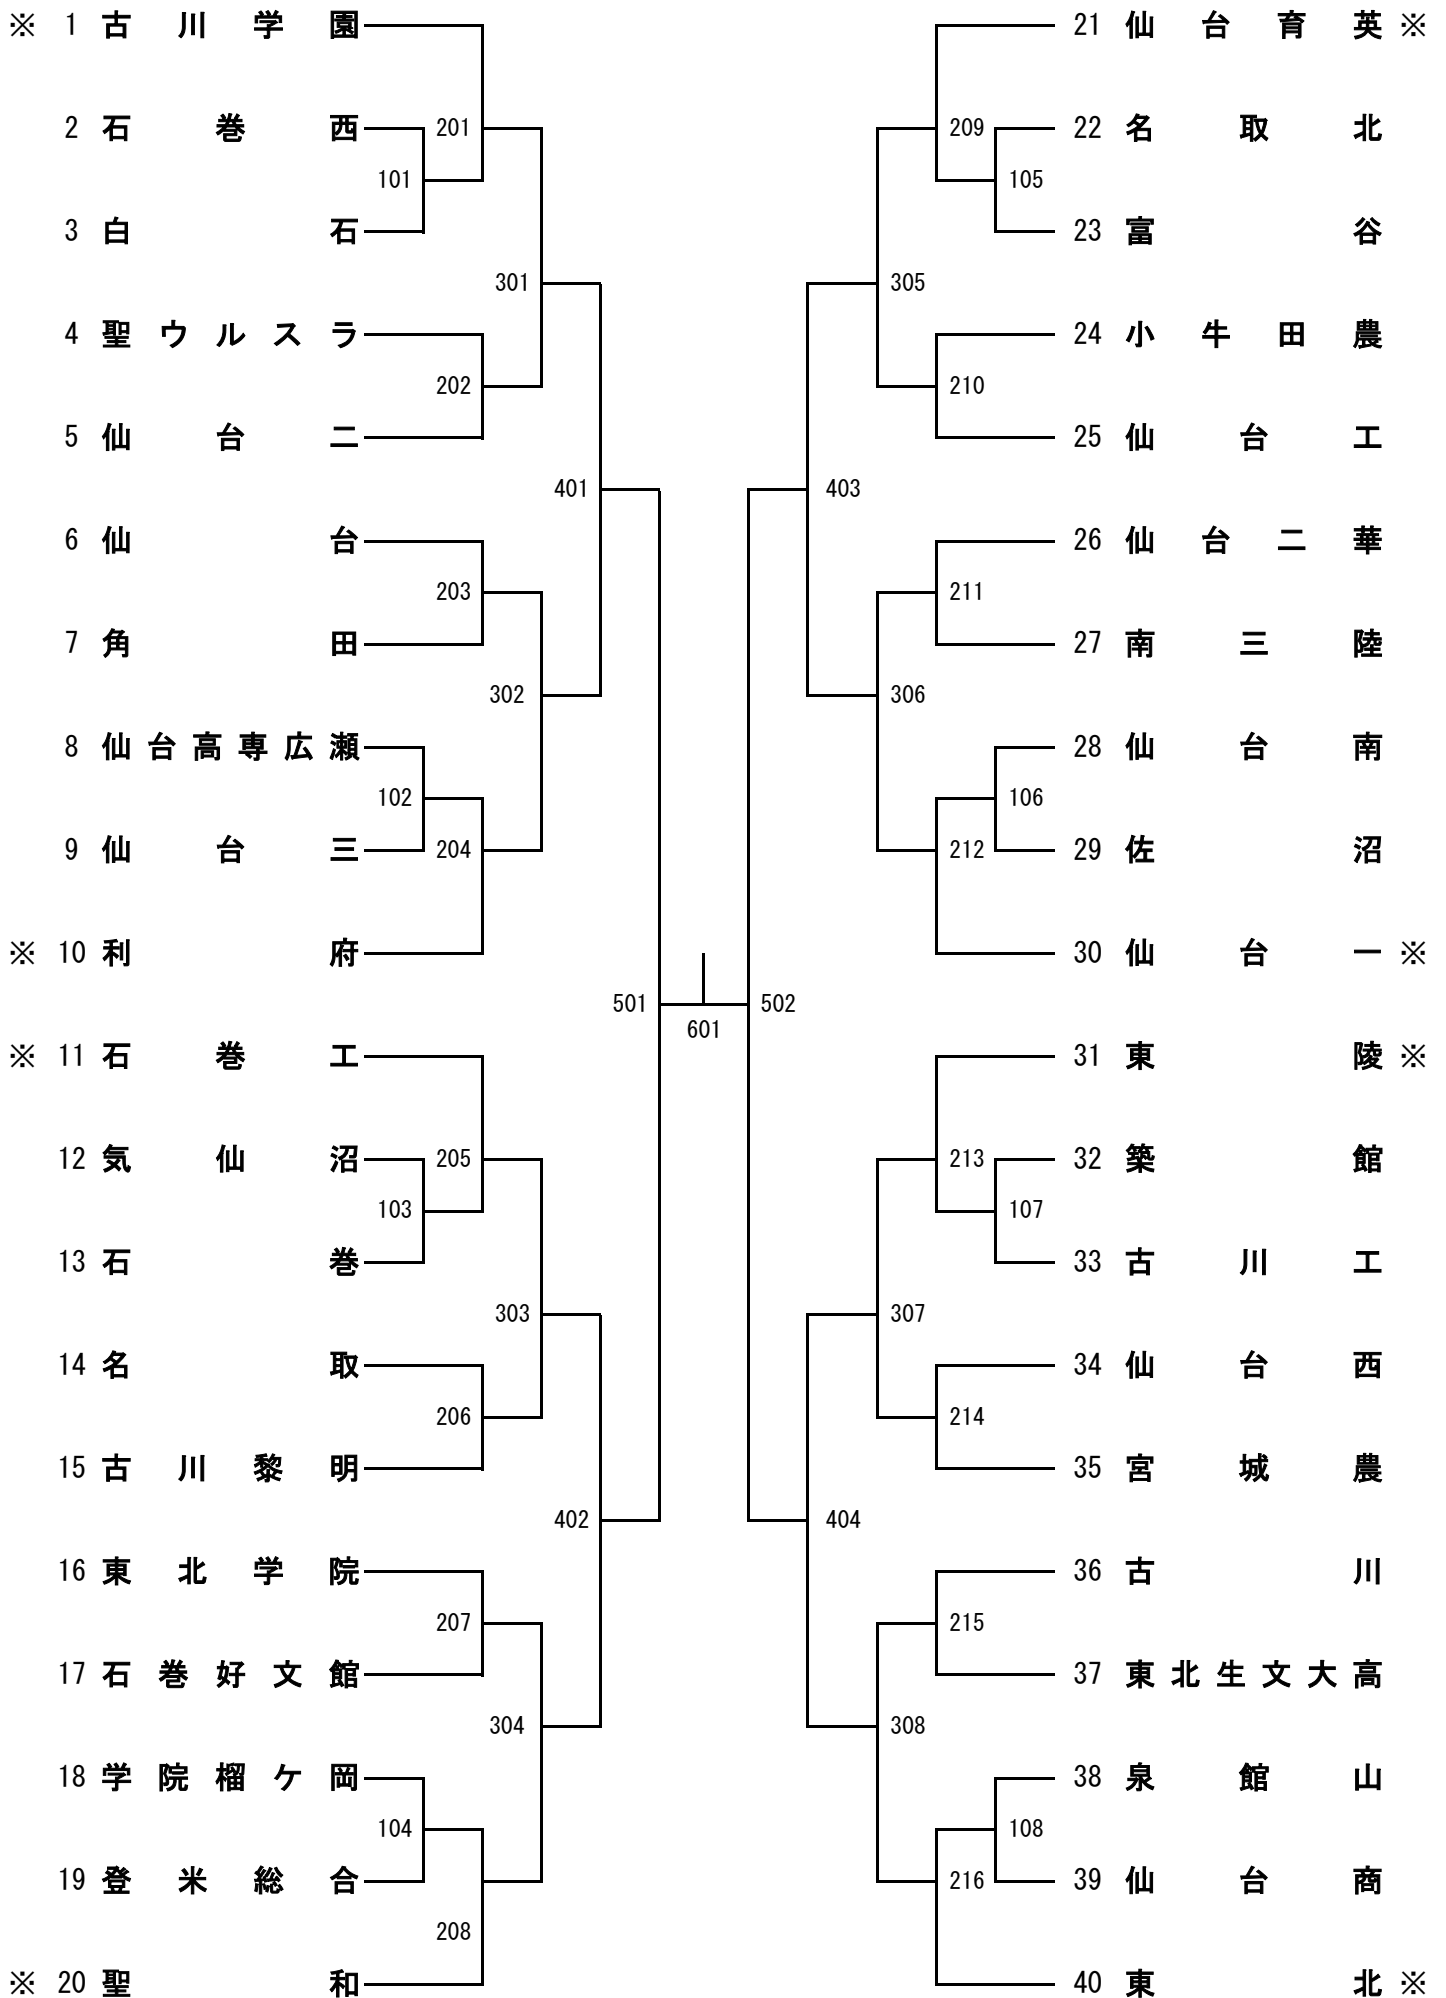 ※ 1 古川学園
2 石巻西
201
101
3 白石
301
4 聖ウルスラ
202
5 仙台二
401
6 仙台
203
7 角田
302
8 仙台高専広瀬
102
9 仙台三
204
※ 10 利府
501
601
502
※ 11 石巻工
12 気仙沼
205
103
13 石巻
303
14 名取
206
15 古川黎明
402
16 東北学院
207
17 石巻好文館
304
18 学院榴ケ岡
104
19 登米総合
208
※ 20 聖和
21 仙台育英 ※
209
22 名取北
105
23 富谷
305
24 小牛田農
210
25 仙台工
403
26 仙台二華
211
27 南三陸
306
28 仙台南
106
212
29 佐沼
30 仙台一 ※
31 東陵 ※
213
32 築館
107
33 古川工
307
34 仙台西
214
35 宮城農
404
36 古川
215
37 東北生文大高
308
38 泉館山
108
216
39 仙台商
40 東北 ※